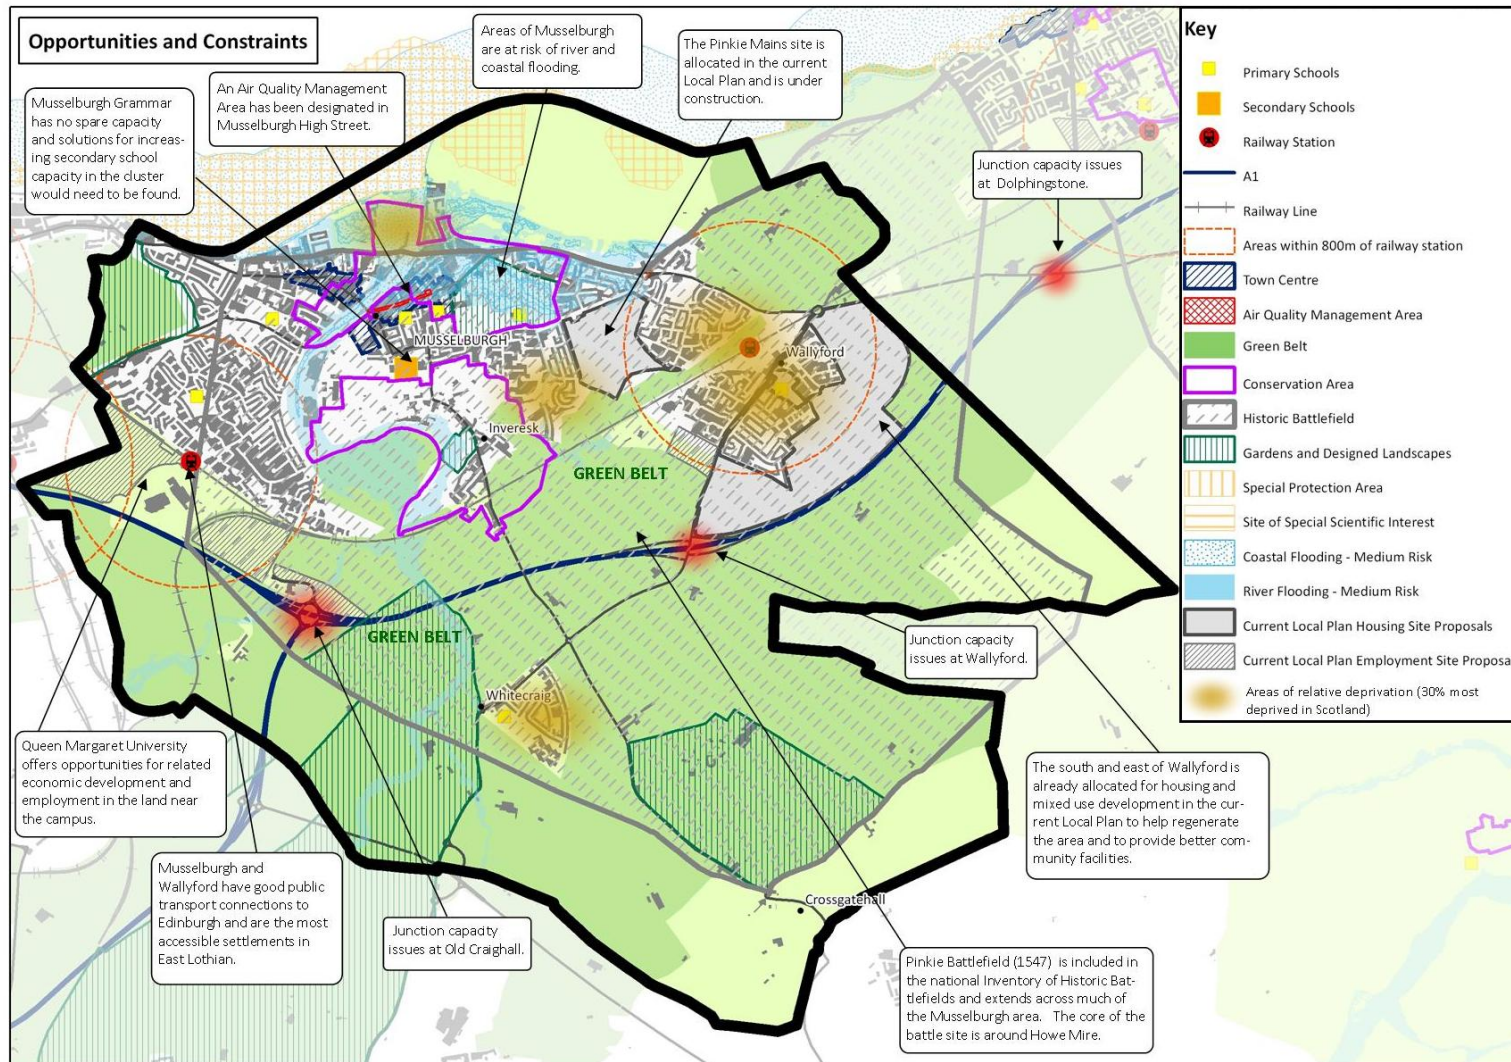 Opportunities and Constraints
Areas of Musselburgh
are at risk of river and
coastal flooding.
The Pinkie Mains site is
allocated in the current
Local Plan and is under
construction.
An Air Quality Management
Area has been designated in
Musselburgh High Street.
Musselburgh Grammar
has no spare capacity
and solutions for increas-
ing secondary school
capacity in the cluster
would need to be found.
Junction capacity issues
at Dolphingstone.
MUSSELBURGH
Wallyford
Inveresk
GREEN BELT
GREEN BELT
Whitecraig
Crossgatehall
Junction capacity
issues at Wallyford.
Queen Margaret University
offers opportunities for related
economic development and
employment in the land near
the campus.
Musselburgh and
Wallyford have good public
transport connections to
Edinburgh and are the most
accessible settlements in
East Lothian.
Junction capacity
issues at Old Craighall.
The south and east of Wallyford is
already allocated for housing and
mixed use development in the cur-
rent Local Plan to help regenerate
the area and to provide better com-
munity facilities.
Pinkie Battlefield (1547) is included in
the national Inventory of Historic Bat-
tlefields and extends across much of
the Musselburgh area. The core of the
battle site is around Howe Mire.
Key
Primary Schools
Secondary Schools
Railway Station
A1
Railway Line
Areas within 800m of railway station
Town Centre
Air Quality Management Area
Green Belt
Conservation Area
Historic Battlefield
Gardens and Designed Landscapes
Special Protection Area
Site of Special Scientific Interest
Coastal Flooding - Medium Risk
River Flooding - Medium Risk
Current Local Plan Housing Site Proposals
Current Local Plan Employment Site Proposa
Areas of relative deprivation (30% most
deprived in Scotland)